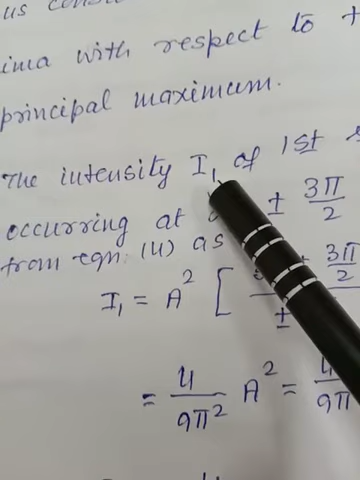 us cons
ima with respect to
principal maximum.
The intensity I₁ of 1st s
occurring at ± 3π/2
from eqn. (4) as
I₁ = A² [ 3π/2 ±
= 4/9π² A² = 4/9π